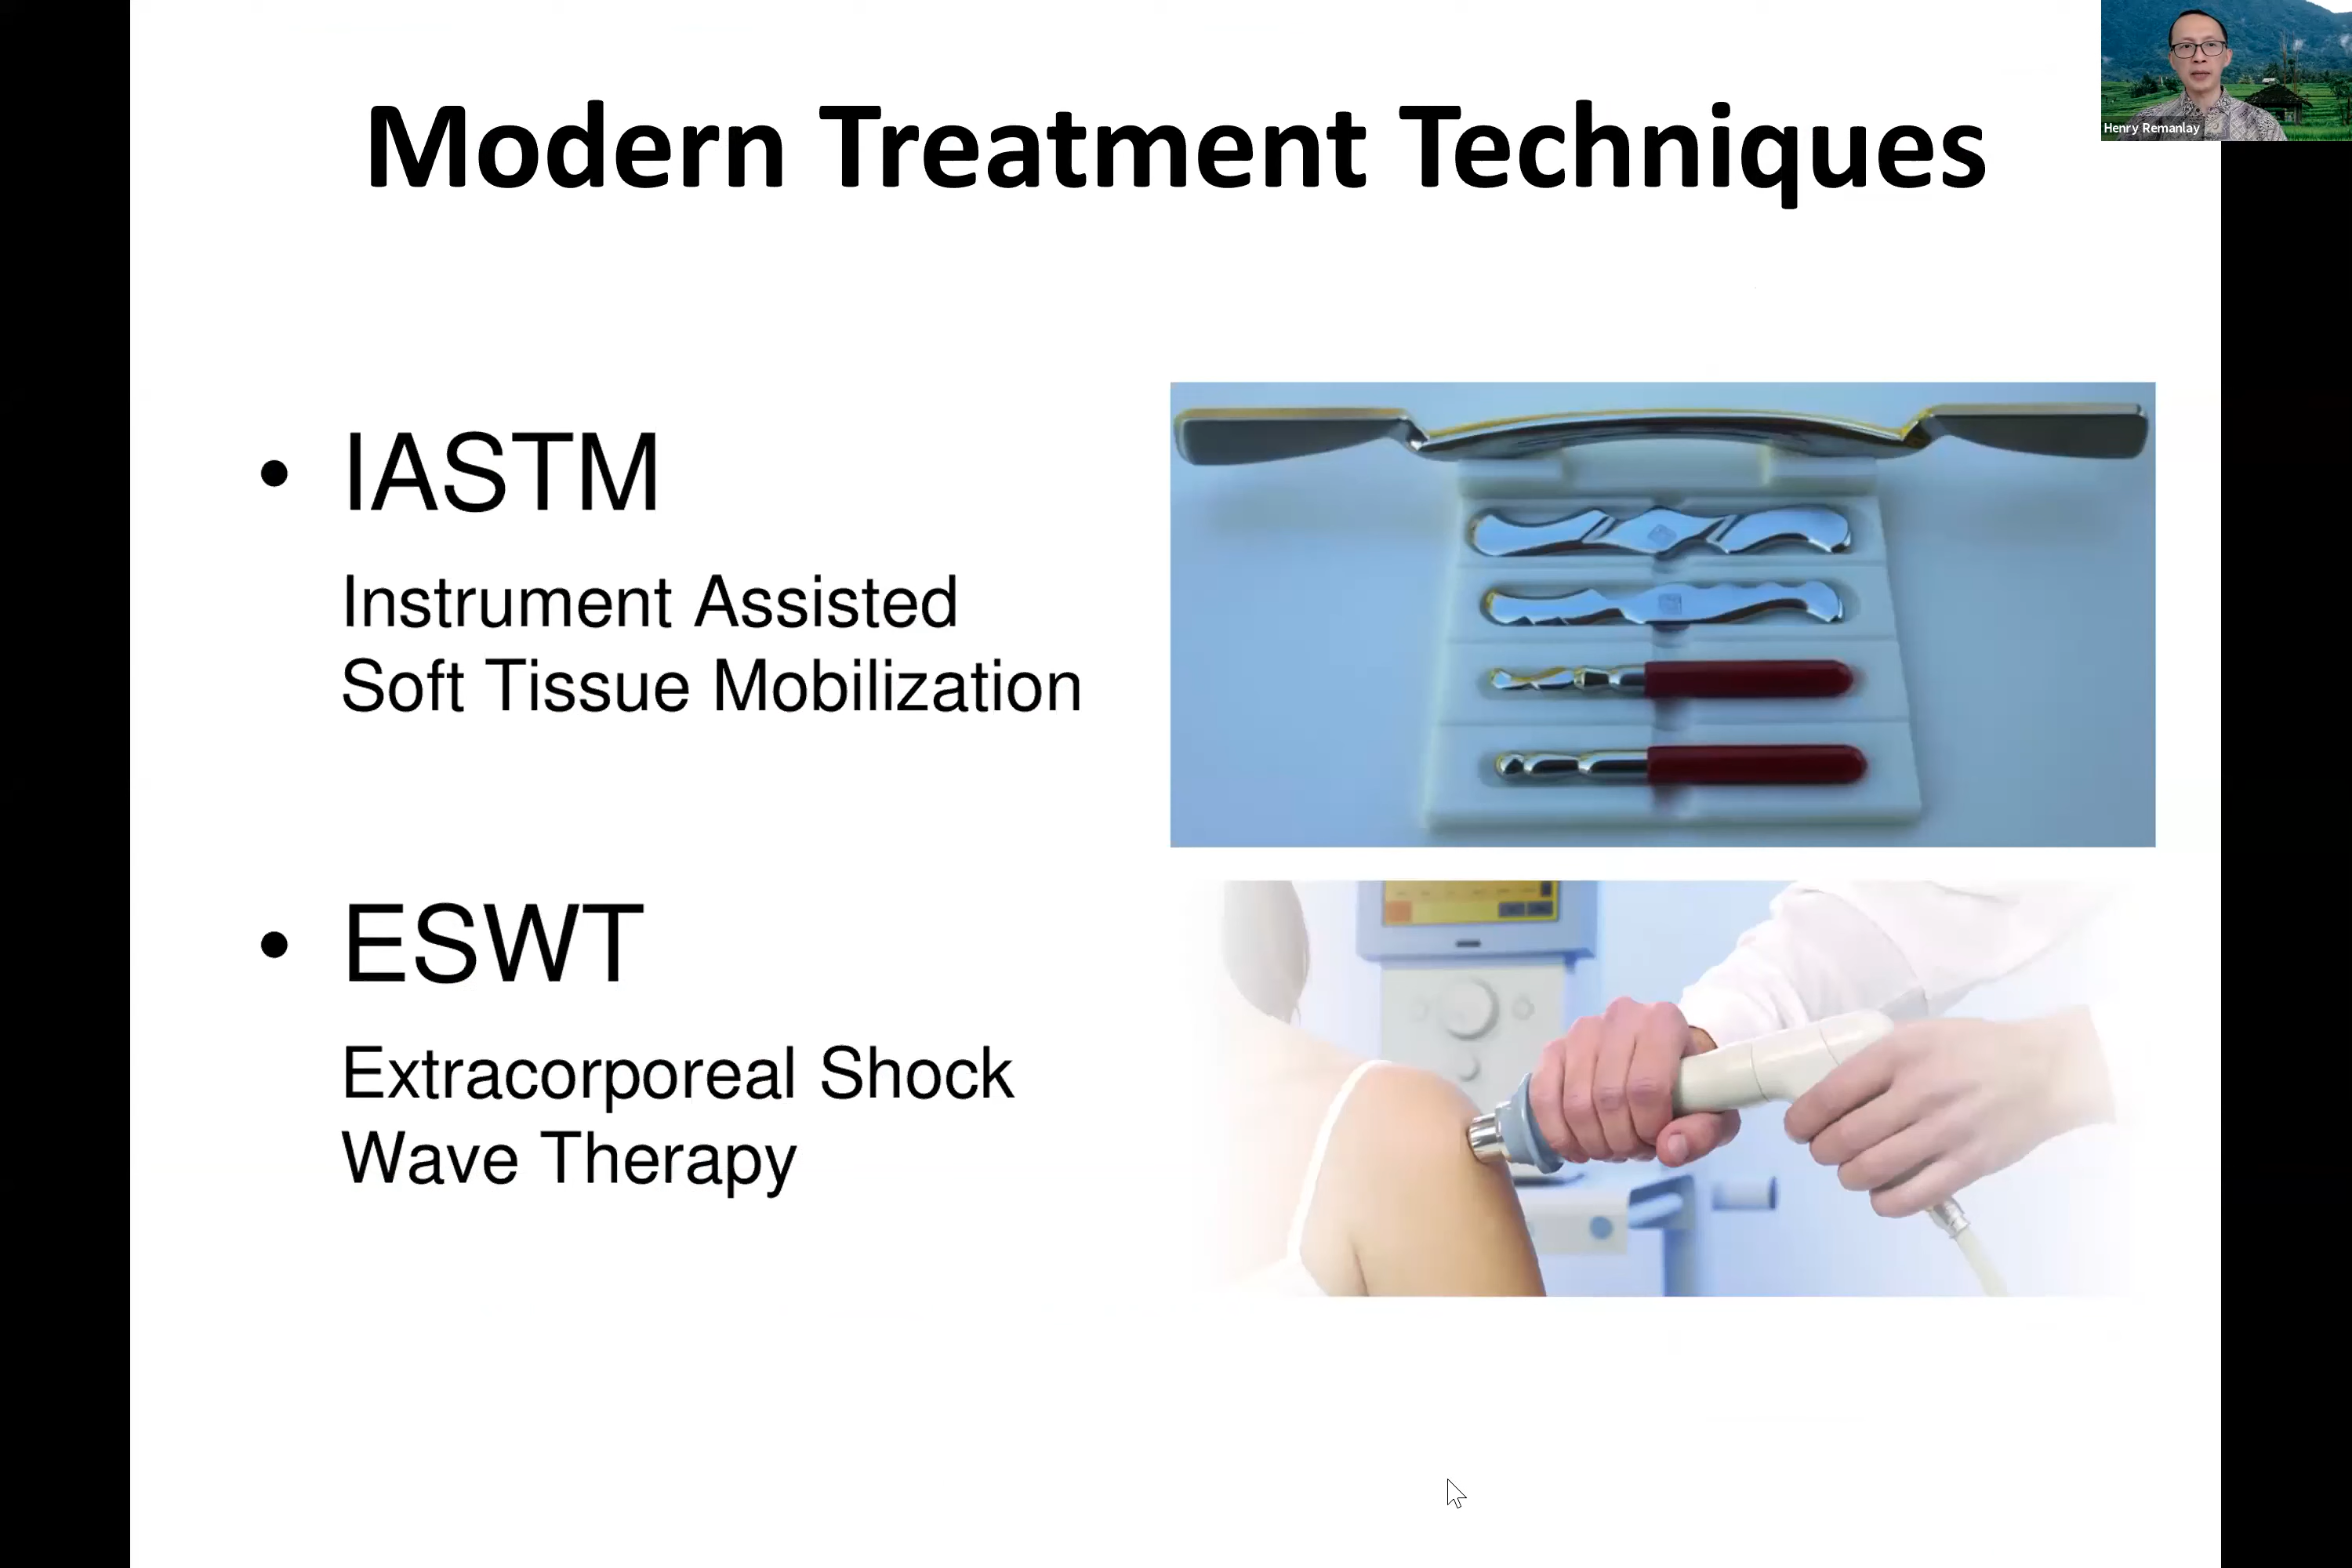 Modern Treatment Techniques
Henry Remanlay
• IASTM
Instrument Assisted
Soft Tissue Mobilization
• ESWT
Extracorporeal Shock
Wave Therapy